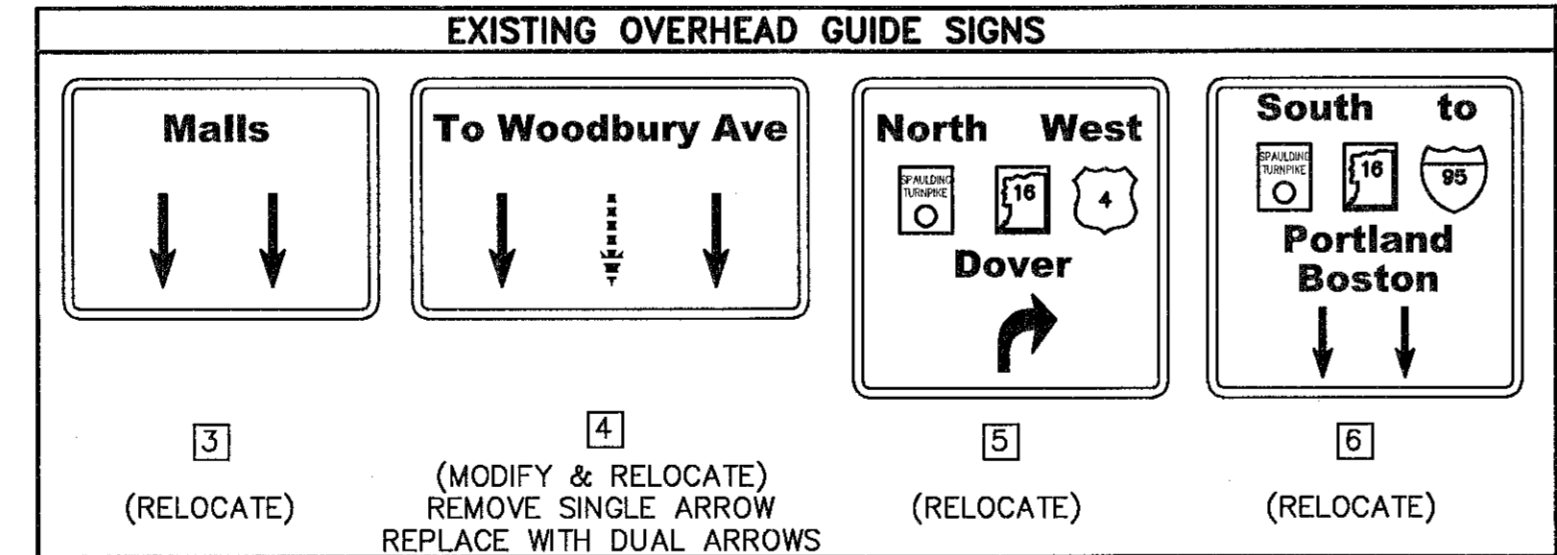 EXISTING OVERHEAD GUIDE SIGNS
Malls
3
(RELOCATE)
To Woodbury Ave
4
(MODIFY & RELOCATE)
REMOVE SINGLE ARROW
REPLACE WITH DUAL ARROWS
North West
SPAULDING
TURNPIKE
16
4
Dover
5
(RELOCATE)
South to
SPAULDING
TURNPIKE
16
95
Portland
Boston
6
(RELOCATE)